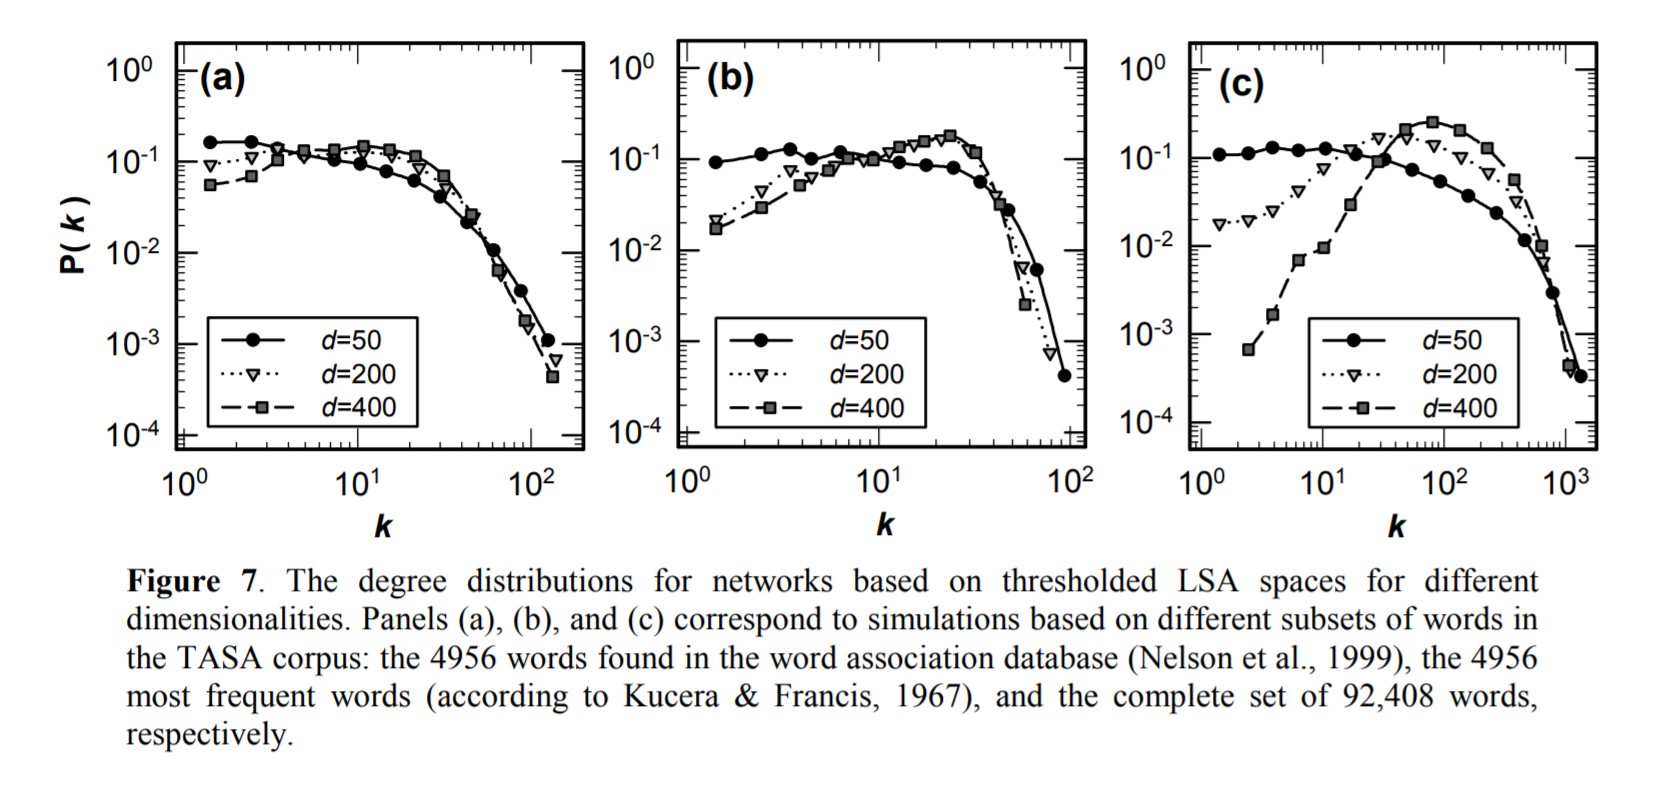 (a)
P( k )
10^0
10^-1
10^-2
10^-3
10^-4
d=50
d=200
d=400
10^0 10^1 10^2
k
(b)
10^0
10^-1
10^-2
10^-3
10^-4
d=50
d=200
d=400
10^0 10^1 10^2
k
(c)
10^0
10^-1
10^-2
10^-3
10^-4
d=50
d=200
d=400
10^0 10^1 10^2 10^3
k
Figure 7. The degree distributions for networks based on thresholded LSA spaces for different
dimensionalities. Panels (a), (b), and (c) correspond to simulations based on different subsets of words in
the TASA corpus: the 4956 words found in the word association database (Nelson et al., 1999), the 4956
most frequent words (according to Kucera & Francis, 1967), and the complete set of 92,408 words,
respectively.